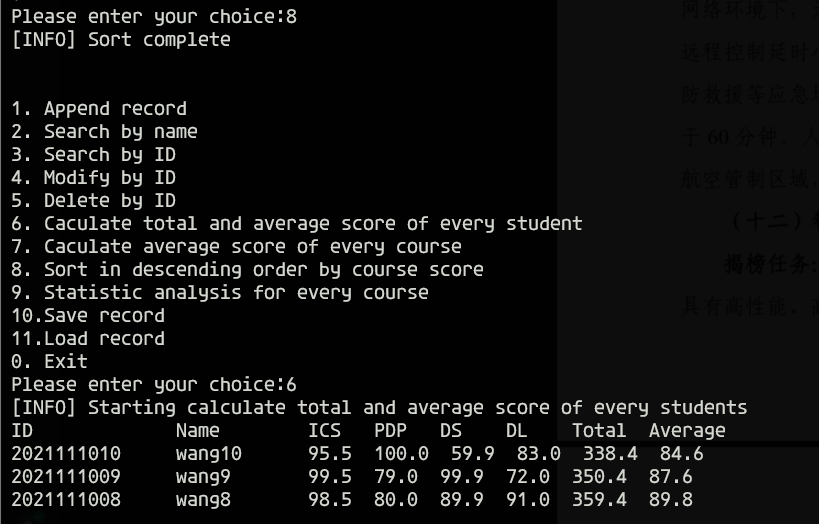 Please enter your choice:8
[INFO] Sort complete
1. Append record
2. Search by name
3. Search by ID
4. Modify by ID
5. Delete by ID
6. Caculate total and average score of every student
7. Caculate average score of every course
8. Sort in descending order by course score
9. Statistic analysis for every course
10.Save record
11.Load record
0. Exit
Please enter your choice:6
[INFO] Starting calculate total and average score of every students
ID Name ICS PDP DS DL Total Average
2021111010 wang10 95.5 100.0 59.9 83.0 338.4 84.6
2021111009 wang9 99.5 79.0 99.9 72.0 350.4 87.6
2021111008 wang8 98.5 80.0 89.9 91.0 359.4 89.8
网络环境下,
远程控制延时
防救援等应急
于 60 分钟。人
航空管制区域,
(十二)
揭榜任务:
具有高性能、